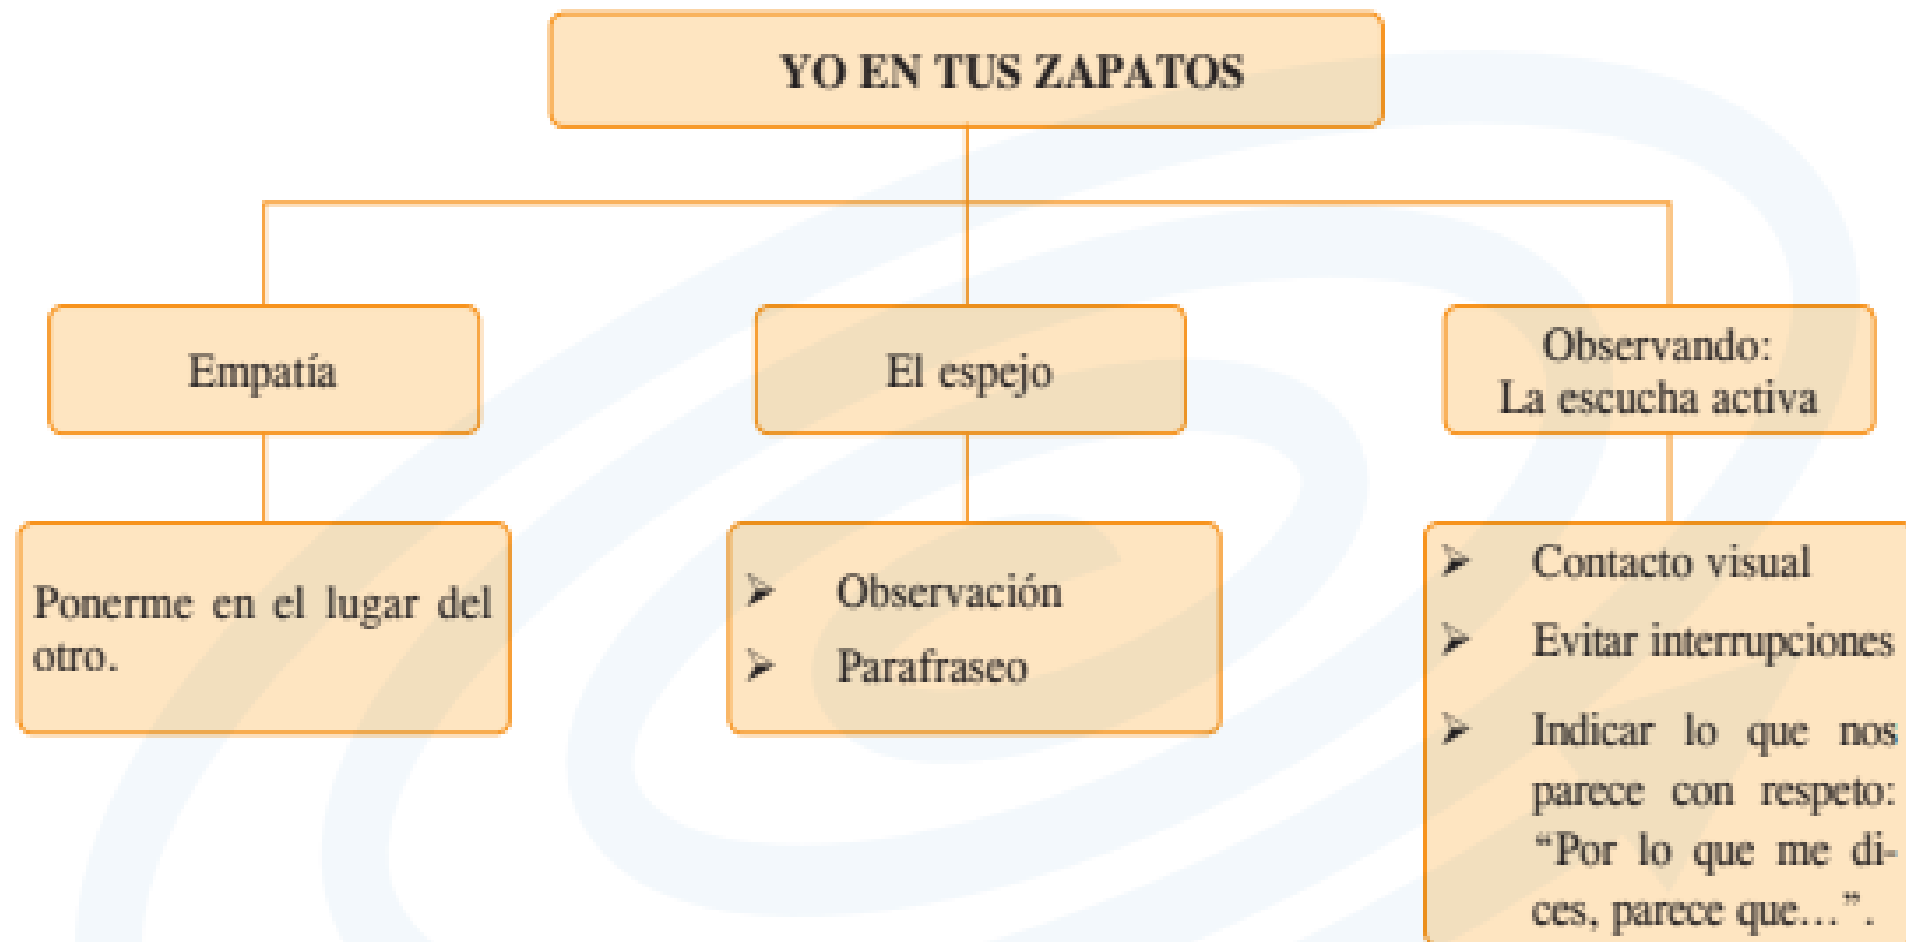 YO EN TUS ZAPATOS
Empatía
El espejo
Observando:
La escucha activa
Ponerme en el lugar del
otro.
➢ Observación
➢ Parafraseo
➢ Contacto visual
➢ Evitar interrupciones
➢ Indicar lo que nos
parece con respeto:
“Por lo que me di-
ces, parece que...”.